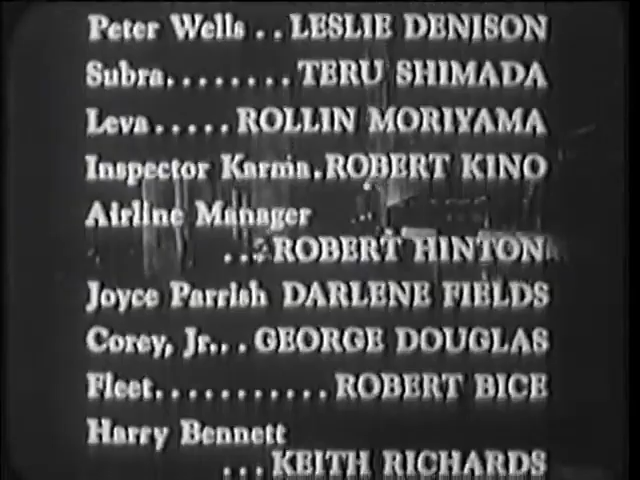 Peter Wells .. LESLIE DENISON
Subra........ TERU SHIMADA
Leva..... ROLLIN MORIYAMA
Inspector Karma. ROBERT KINO
Airline Manager
... ROBERT HINTON
Joyce Parrish DARLENE FIELDS
Corey, Jr... GEORGE DOUGLAS
Fleet........... ROBERT BICE
Harry Bennett
... KEITH RICHARDS